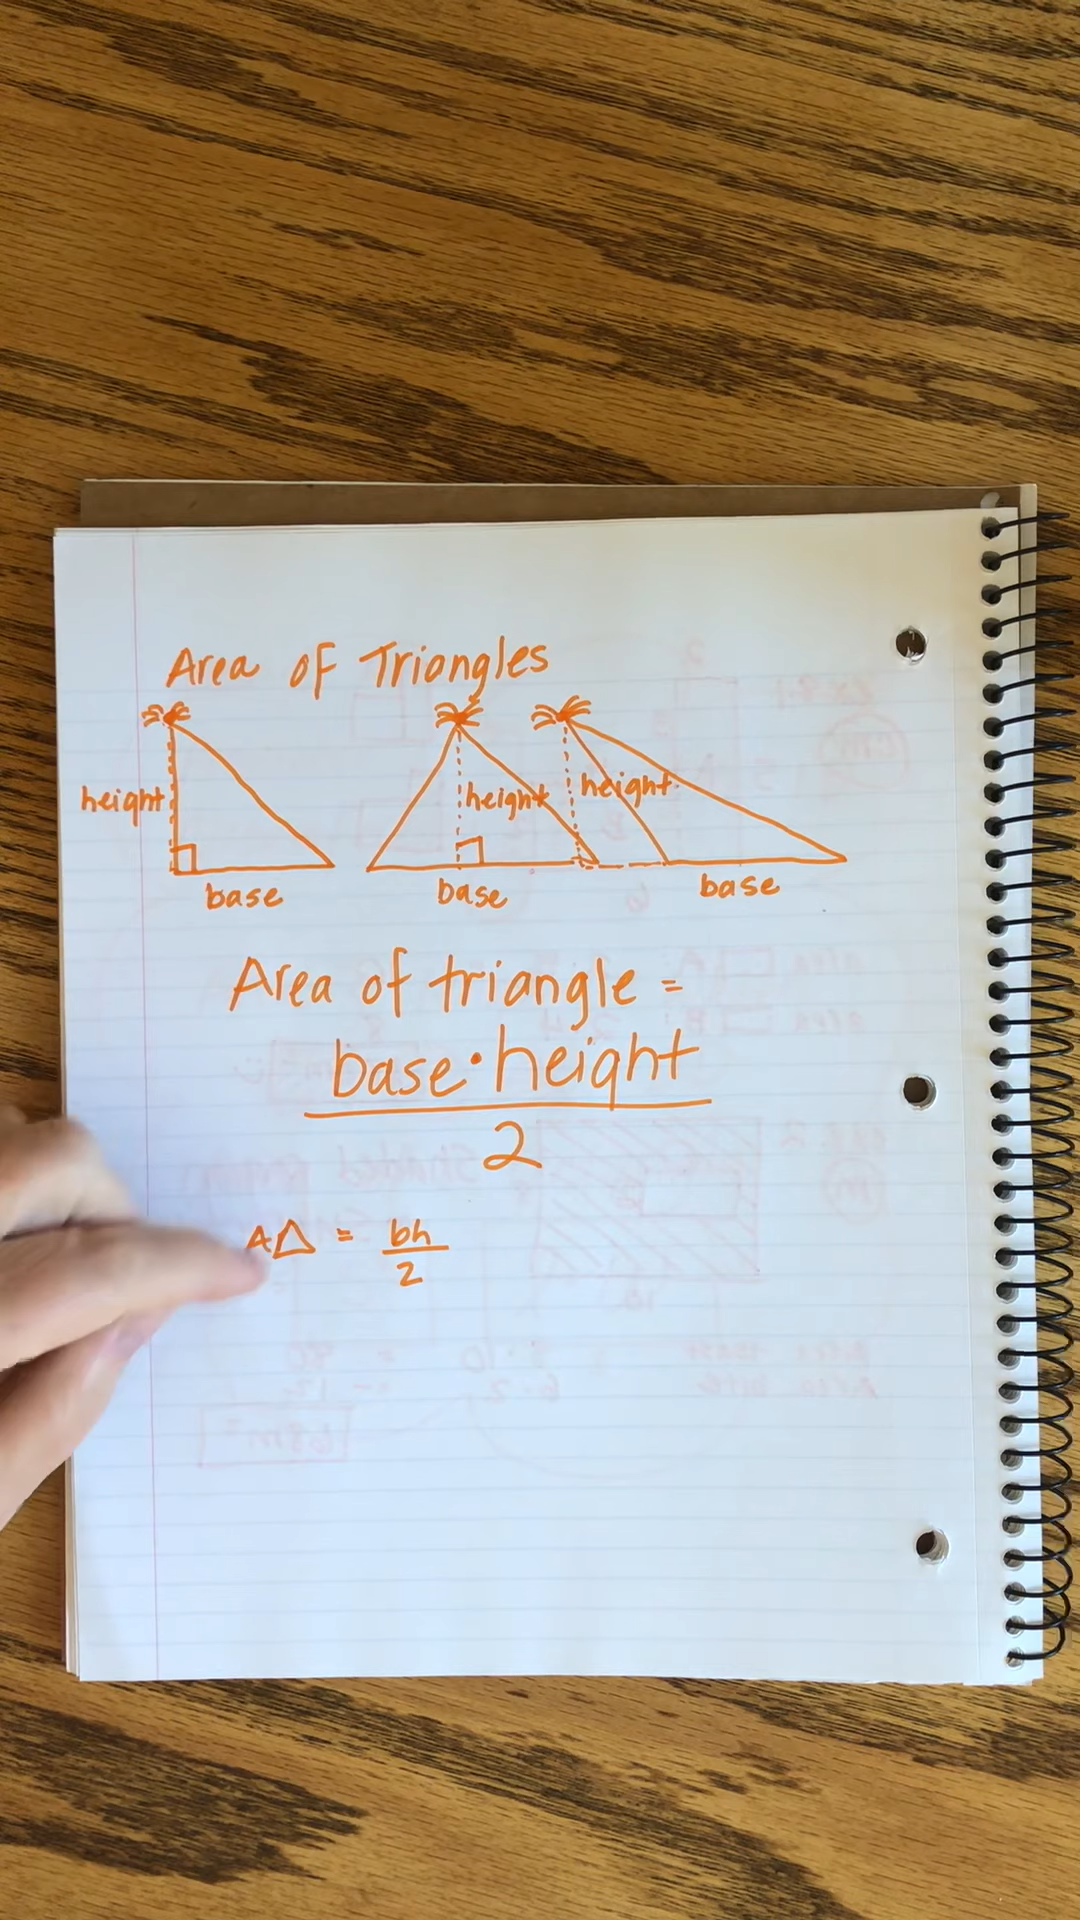 Area of Triangles
height
height
height
base
base
base
Area of triangle =
base · height
2
A△ = bh
2